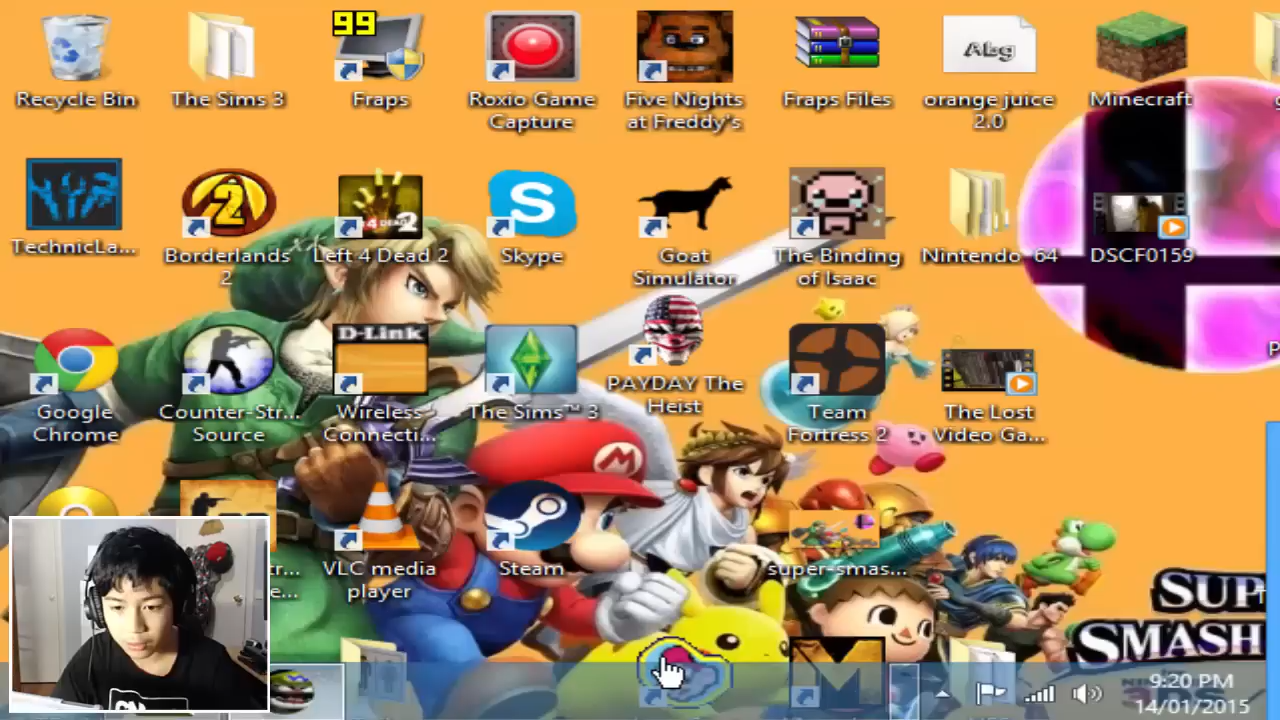 99
Recycle Bin
The Sims 3
Fraps
Roxio Game
Capture
Five Nights
at Freddy's
Fraps Files
Abg
orange juice
2.0
Minecraft
TechnicLa...
2
Borderlands
2
4 DEAD 2
Left 4 Dead 2
S
Skype
Goat
Simulator
The Binding
of Isaac
Nintendo 64
DSCF0159
Google
Chrome
Counter-Str...
Source
D-Link
Wireless
Connecti...
The Sims™ 3
PAYDAY The
Heist
Team
Fortress 2
The Lost
Video Ga...
M
VLC media
player
Steam
super-smas...
SUP
SMASH
9:20 PM
14/01/2015